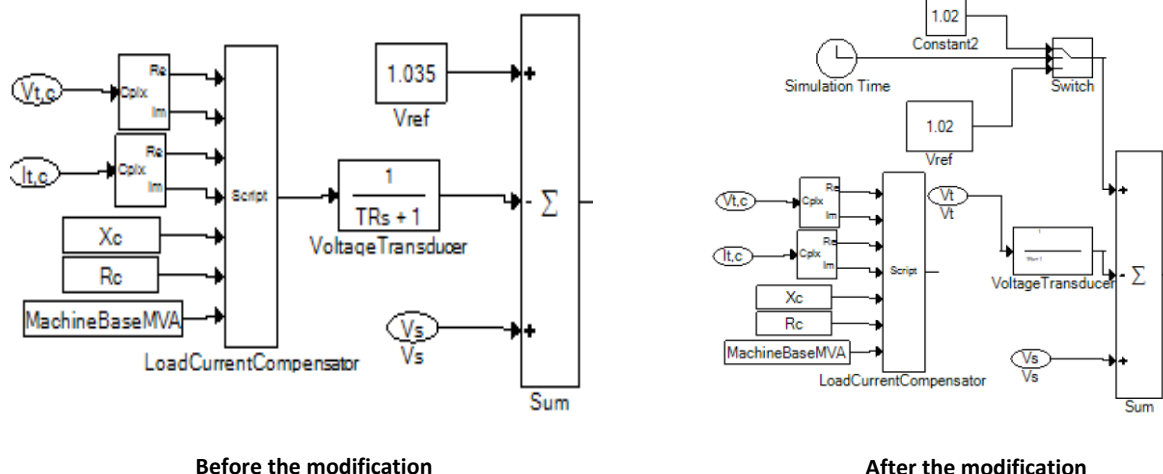 Vt,c
Cplx
Re
Im
It,c
Cplx
Re
Im
Xc
Rc
MachineBaseMVA
Script
LoadCurrentCompensator
1.035
Vref
1
TRs + 1
VoltageTransducer
Vs
Vs
+
-
Σ
+
Sum
Before the modification
1.02
Constant2
Simulation Time
Switch
1.02
Vref
Vt,c
Cplx
Re
Im
It,c
Cplx
Re
Im
Xc
Rc
MachineBaseMVA
Script
LoadCurrentCompensator
Vt
Vt
VoltageTransducer
Vs
Vs
+
-
Σ
+
Sum
After the modification